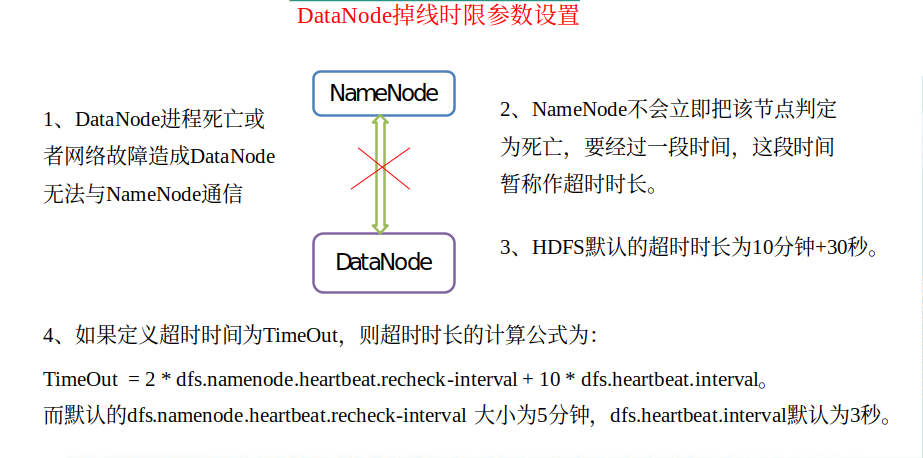 DataNode掉线时限参数设置
1、DataNode进程死亡或
者网络故障造成DataNode
无法与NameNode通信
NameNode
DataNode
2、NameNode不会立即把该节点判定
为死亡，要经过一段时间，这段时间
暂称作超时时长。
3、HDFS默认的超时时长为10分钟+30秒。
4、如果定义超时时间为TimeOut，则超时时长的计算公式为：
TimeOut = 2 * dfs.namenode.heartbeat.recheck-interval + 10 * dfs.heartbeat.interval。
而默认的dfs.namenode.heartbeat.recheck-interval 大小为5分钟，dfs.heartbeat.interval默认为3秒。